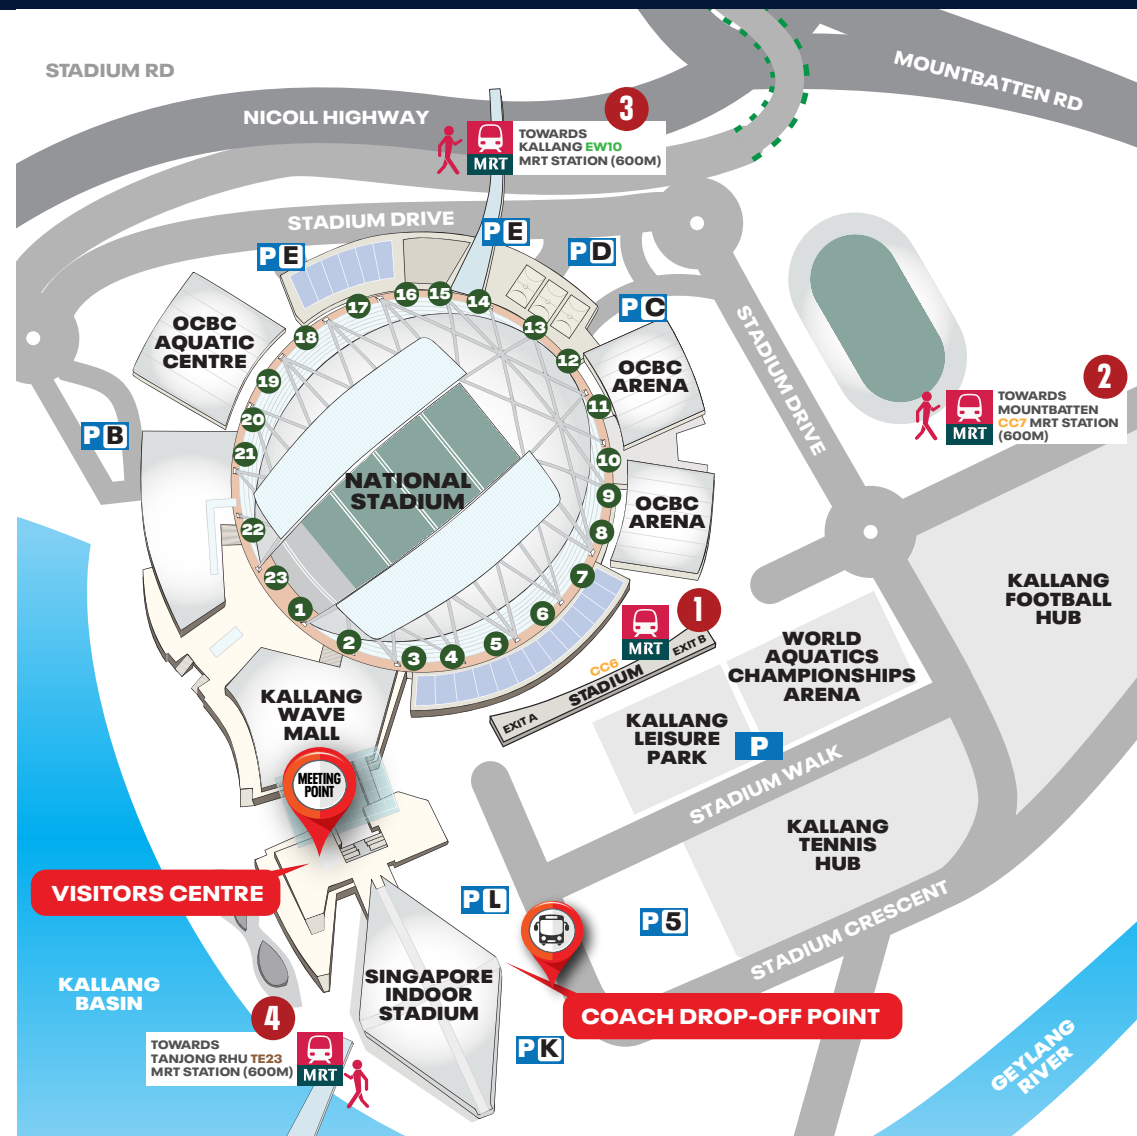 STADIUM RD
MOUNTBATTEN RD
NICOLL HIGHWAY
3
TOWARDS
KALLANG EW10
MRT STATION (600M)
MRT
STADIUM DRIVE
P E
P E
P D
P C
OCBC
AQUATIC
CENTRE
OCBC
ARENA
STADIUM DRIVE
2
TOWARDS
MOUNTBATTEN
CC7 MRT STATION
(600M)
MRT
P B
16
15
14
17
13
18
12
19
11
20
10
21
9
22
8
23
7
1
6
2
5
3
4
NATIONAL
STADIUM
OCBC
ARENA
KALLANG
FOOTBALL
HUB
1
MRT
CC6
STADIUM
EXIT A
EXIT B
WORLD
AQUATICS
CHAMPIONSHIPS
ARENA
KALLANG
WAVE
MALL
KALLANG
LEISURE
PARK
P
STADIUM WALK
MEETING
POINT
KALLANG
TENNIS
HUB
VISITORS CENTRE
P L
P 5
STADIUM CRESCENT
KALLANG
BASIN
SINGAPORE
INDOOR
STADIUM
COACH DROP-OFF POINT
4
TOWARDS
TANJONG RHU TE23
MRT STATION (600M)
MRT
P K
GEYLANG
RIVER